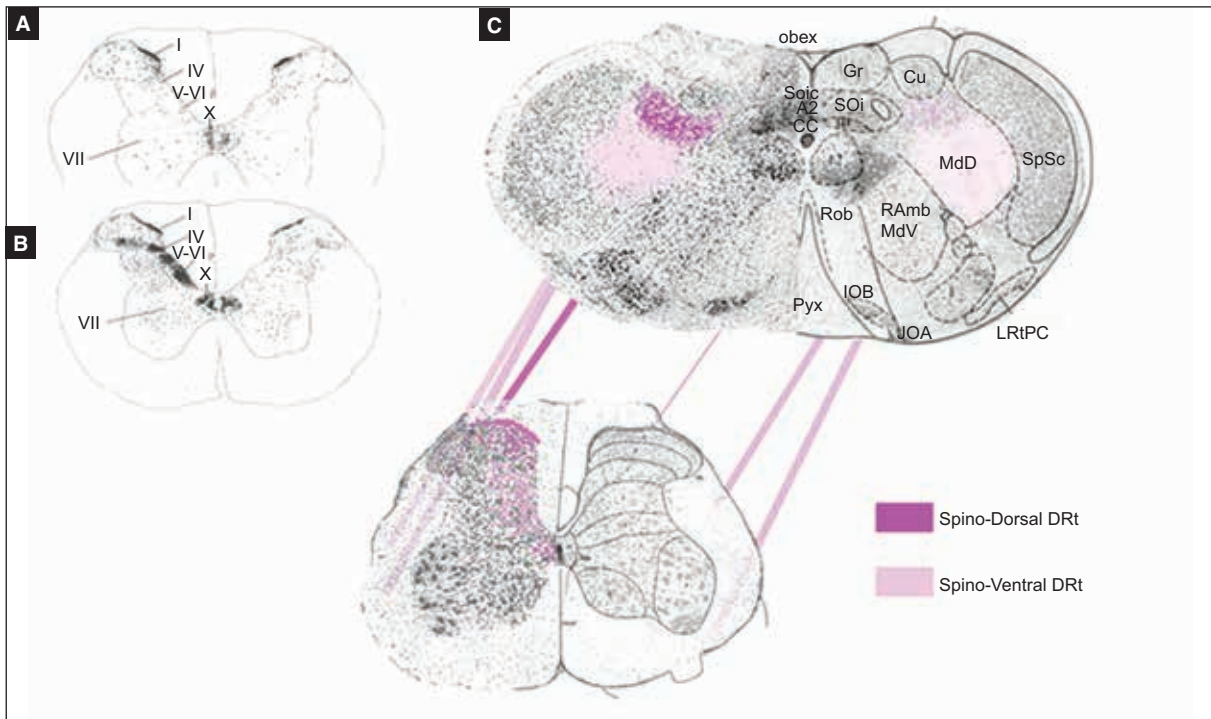 A
I
IV
V-VI
X
VII
B
I
IV
V-VI
X
VII
C
obex
Gr
Cu
Soic
A2
SOi
CC
MdD
SpSc
Rob
RAmb
MdV
Pyx
IOB
JOA
LRtPC
Spino-Dorsal DRt
Spino-Ventral DRt